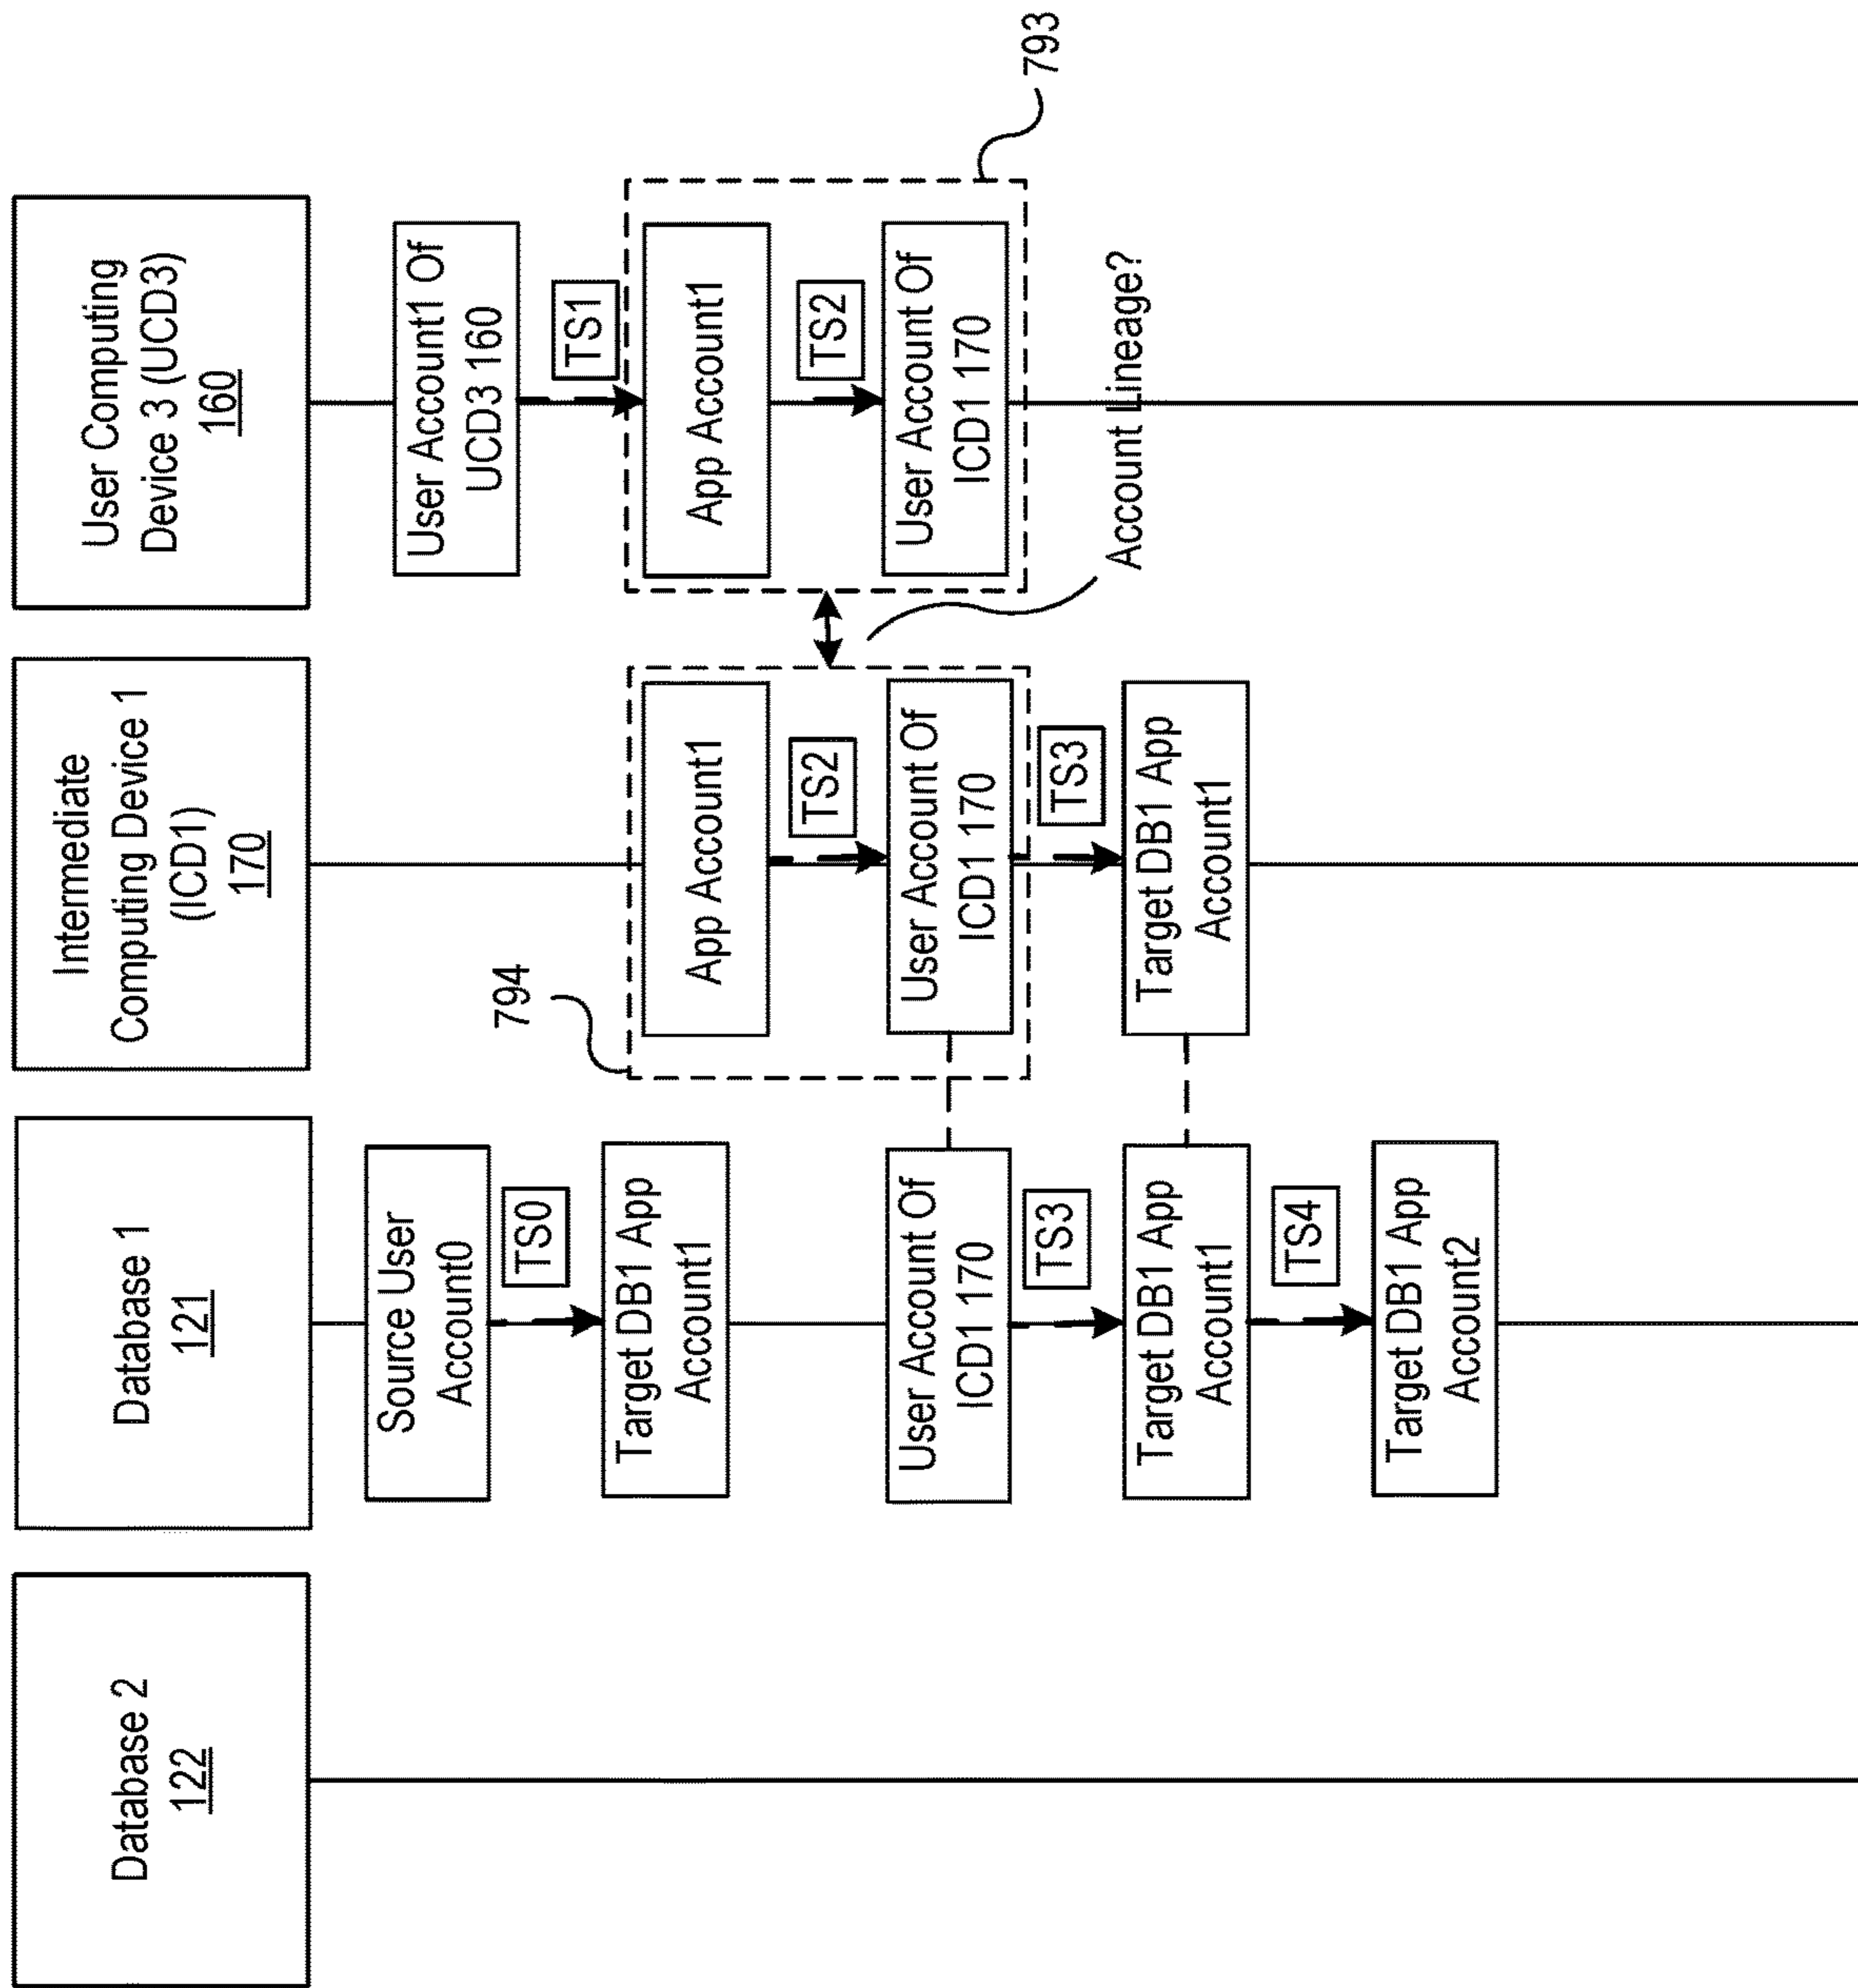 Database 2
122
Database 1
121
Intermediate
Computing Device 1
(ICD1)
170
User Computing
Device 3 (UCD3)
160
Source User
Account0
TS0
Target DB1 App
Account1
User Account Of
ICD1 170
TS3
Target DB1 App
Account1
TS4
Target DB1 App
Account2
794
App Account1
TS2
User Account Of
ICD1 170
TS3
Target DB1 App
Account1
User Account1 Of
UCD3 160
TS1
App Account1
TS2
User Account Of
ICD1 170
793
Account Lineage?